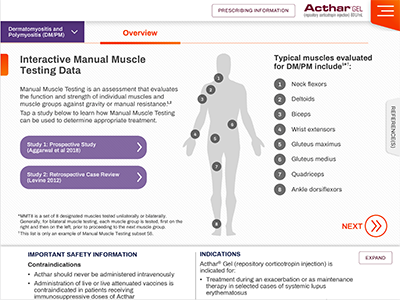 PRESCRIBING INFORMATION
Acthar GEL
(repository corticotropin injection) 80 U/mL
Dermatomyositis and
Polymyositis (DM/PM)
Overview
Interactive Manual Muscle
Testing Data
Manual Muscle Testing is an assessment that evaluates
the function and strength of individual muscles and
muscle groups against gravity or manual resistance.¹,²
Tap a study below to learn how Manual Muscle Testing
can be used to determine appropriate treatment.
Study 1: Prospective Study
(Aggarwal et al 2018)
Study 2: Retrospective Case Review
(Levine 2012)
*MMT8 is a set of 8 designated muscles tested unilaterally or bilaterally.
Generally, for bilateral muscle testing, each muscle group is tested, first on the
right and then on the left, prior to proceeding to the next muscle group.
†This list is only an example of Manual Muscle Testing subset 50.
1
2
3
4
5
6
7
8
Typical muscles evaluated
for DM/PM include
1 Neck flexors
2 Deltoids
3 Biceps
4 Wrist extensors
5 Gluteus maximus
6 Gluteus medius
7 Quadriceps
8 Ankle dorsiflexors
REFERENCE(S)
NEXT
IMPORTANT SAFETY INFORMATION
Contraindications
• Acthar should never be administered intravenously
• Administration of live or live attenuated vaccines is
contraindicated in patients receiving
immunosuppressive doses of Acthar
INDICATIONS
Acthar® Gel (repository corticotropin injection) is
indicated for:
• Treatment during an exacerbation or as maintenance
therapy in selected cases of systemic lupus
erythematosus
EXPAND